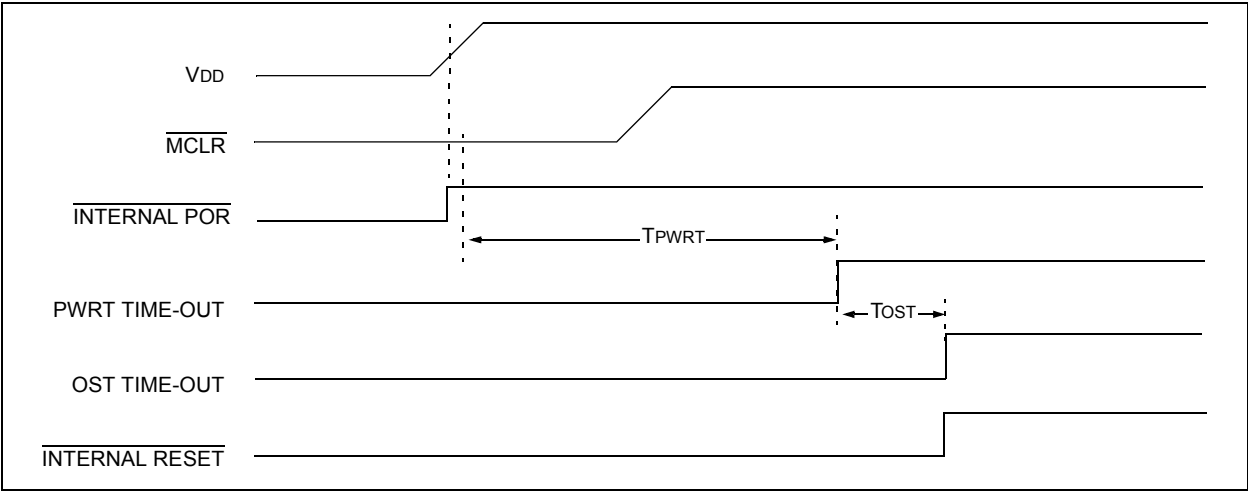 VDD
MCLR
INTERNAL POR
TPWRT
PWRT TIME-OUT
TOST
OST TIME-OUT
INTERNAL RESET